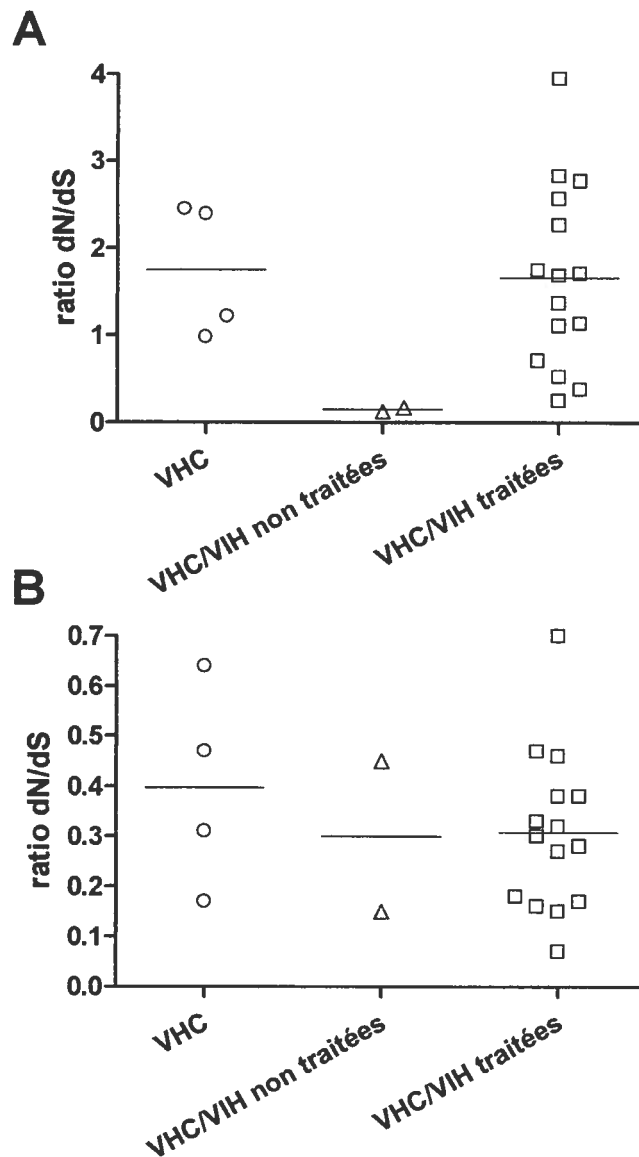 A
4
3
2
1
0
ratio dN/dS
VHC
VHC/VIH non traitées
VHC/VIH traitées
B
0.7
0.6
0.5
0.4
0.3
0.2
0.1
0.0
ratio dN/dS
VHC
VHC/VIH non traitées
VHC/VIH traitées